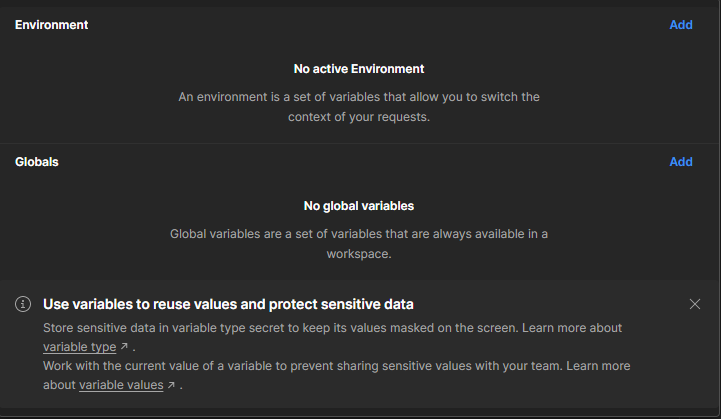 Environment
Add
No active Environment
An environment is a set of variables that allow you to switch the
context of your requests.
Globals
Add
No global variables
Global variables are a set of variables that are always available in a
workspace.
Use variables to reuse values and protect sensitive data
Store sensitive data in variable type secret to keep its values masked on the screen. Learn more about
variable type ↗ .
Work with the current value of a variable to prevent sharing sensitive values with your team. Learn more
about variable values ↗ .